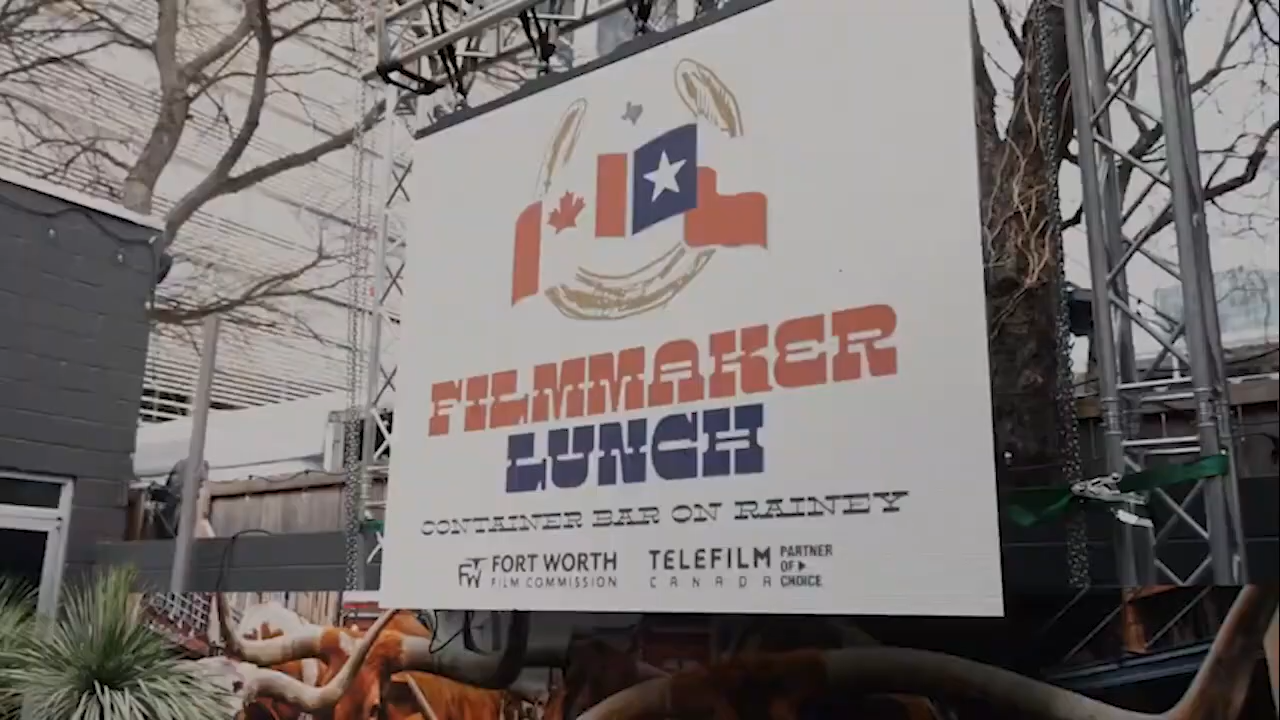 FILMMAKER
LUNCH
CONTAINER BAR ON RAINEY
FW FORT WORTH
FILM COMMISSION
TELEFILM
CANADA
PARTNER
OF
CHOICE